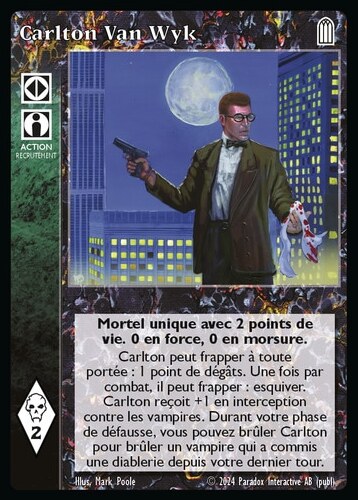 Carlton Van Wyk
ACTION
RECRUTEMENT
Mortel unique avec 2 points de
vie. 0 en force, 0 en morsure.
Carlton peut frapper à toute
portée : 1 point de dégâts. Une fois par
combat, il peut frapper : esquiver.
Carlton reçoit +1 en interception
contre les vampires. Durant votre phase
de défausse, vous pouvez brûler Carlton
pour brûler un vampire qui a commis
une diablerie depuis votre dernier tour.
2
Illus. Mark Poole
© 2024 Paradox Interactive AB (publ).